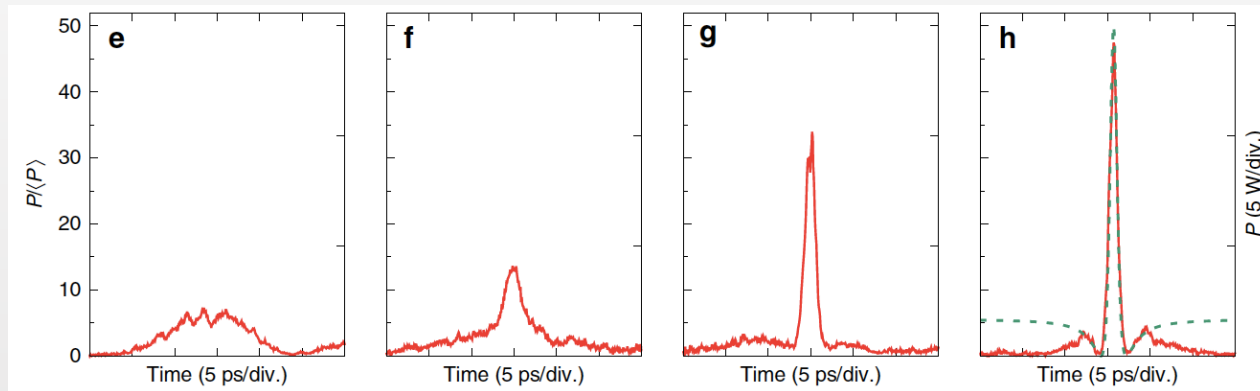 e f g h
50
40
30
20
10
0
P/⟨P⟩
P (5 W/div.)
Time (5 ps/div.) Time (5 ps/div.) Time (5 ps/div.) Time (5 ps/div.)